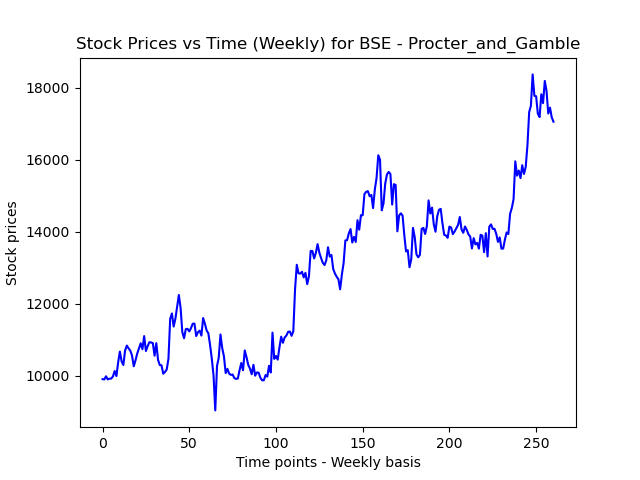 Stock Prices vs Time (Weekly) for BSE - Procter_and_Gamble
18000
16000
14000
12000
10000
Stock prices
0 50 100 150 200 250
Time points - Weekly basis